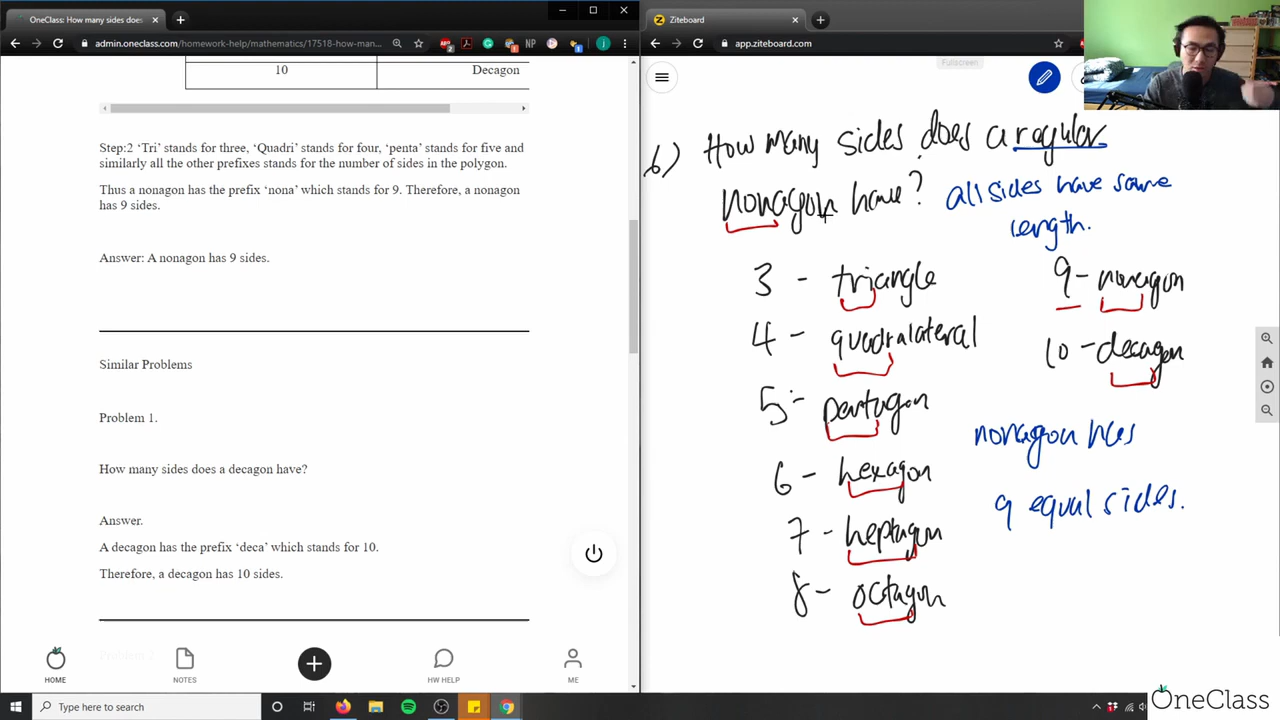 OneClass: How many sides does
admin.oneclass.com/homework-help/mathematics/17518-how-man...
NP
j
10 Decagon
Step:2 ‘Tri’ stands for three, ‘Quadri’ stands for four, ‘penta’ stands for five and
similarly all the other prefixes stands for the number of sides in the polygon.
Thus a nonagon has the prefix ‘nona’ which stands for 9. Therefore, a nonagon
has 9 sides.
Answer: A nonagon has 9 sides.
Similar Problems
Problem 1.
How many sides does a decagon have?
Answer.
A decagon has the prefix ‘deca’ which stands for 10.
Therefore, a decagon has 10 sides.
Problem 2
HOME
NOTES
HW HELP
ME
Type here to search
Ziteboard
app.ziteboard.com
Fullscreen
6) How many sides does a regular
nonagon have?
all sides have same
length.
3 - triangle
4 - quadralateral
5 - pentagon
6 - hexagon
7 - heptagon
8 - octagon
9 - nonagon
10 - decagon
nonagon has
9 equal sides.
OneClass